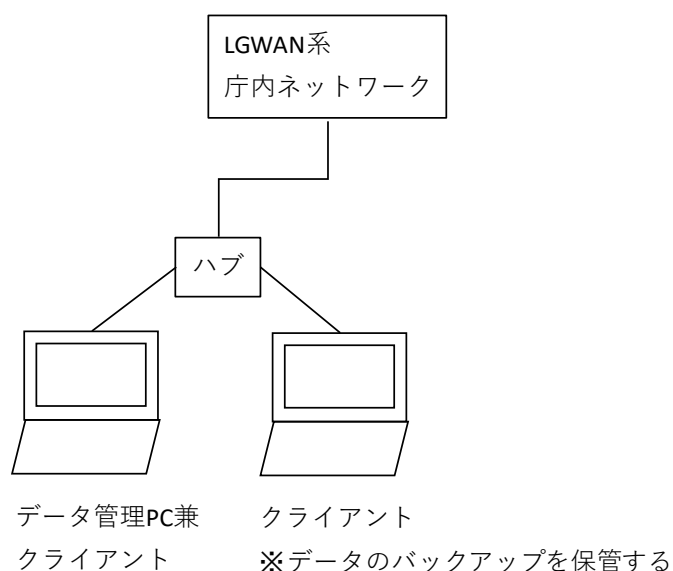 LGWAN系
庁内ネットワーク
ハブ
データ管理PC兼
クライアント
クライアント
※データのバックアップを保管する